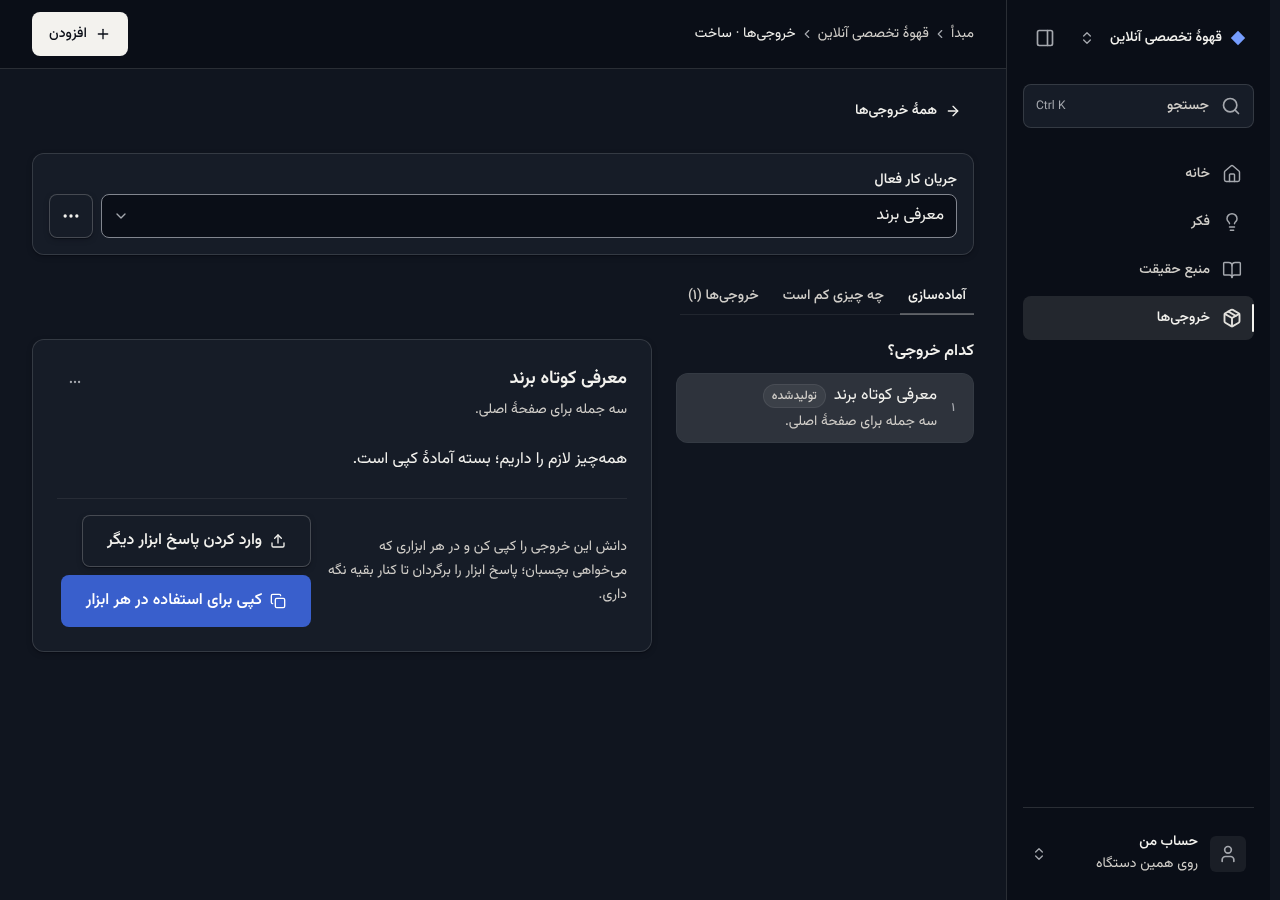 قهوهٔ تخصصی آنلاین
جستجو
Ctrl K
خانه
فکر
منبع حقیقت
خروجی‌ها
حساب من
روی همین دستگاه
مبدأ › قهوهٔ تخصصی آنلاین › خروجی‌ها · ساخت
افزودن
همهٔ خروجی‌ها
جریان کار فعال
معرفی برند
آماده‌سازی
چه چیزی کم است
خروجی‌ها (۱)
کدام خروجی؟
۱
معرفی کوتاه برند
تولیدشده
سه جمله برای صفحهٔ اصلی.
معرفی کوتاه برند
سه جمله برای صفحهٔ اصلی.
همه‌چیز لازم را داریم؛ بسته آمادهٔ کپی است.
دانش این خروجی را کپی کن و در هر ابزاری که
می‌خواهی بچسبان؛ پاسخ ابزار را برگردان تا کنار بقیه نگه
داری.
وارد کردن پاسخ ابزار دیگر
کپی برای استفاده در هر ابزار